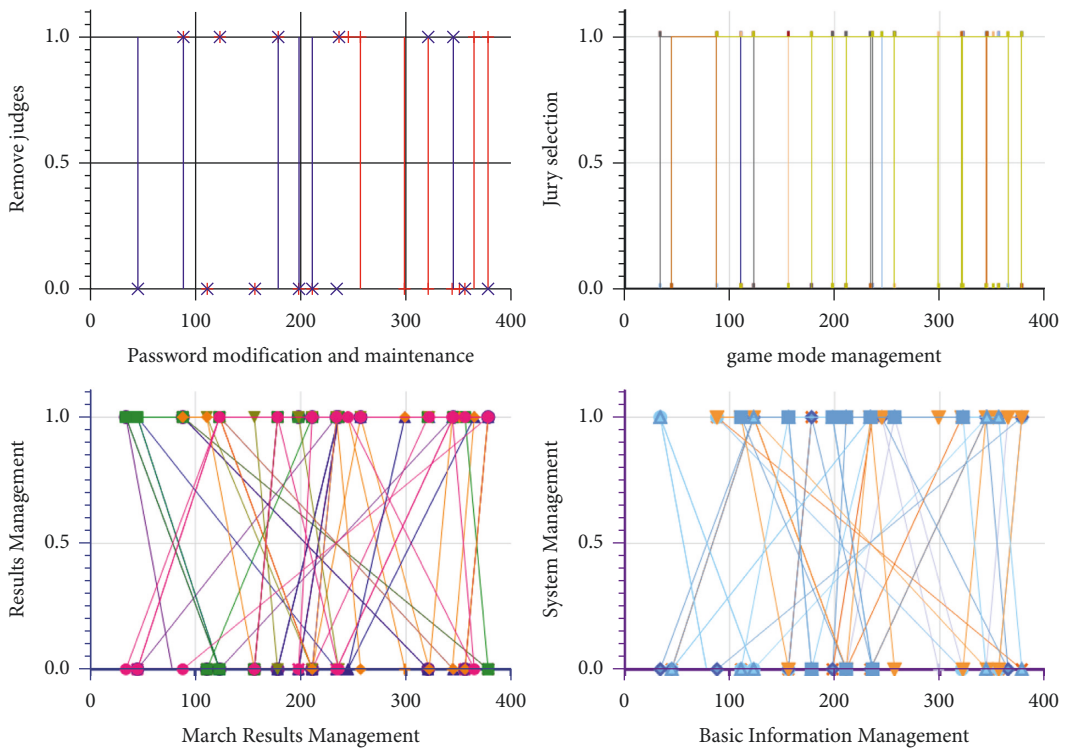 1.0
0.5
0.0
Remove judges
0 100 200 300 400
Password modification and maintenance
1.0
0.5
0.0
Jury selection
0 100 200 300 400
game mode management
1.0
0.5
0.0
Results Management
0 100 200 300 400
March Results Management
1.0
0.5
0.0
System Management
0 100 200 300 400
Basic Information Management